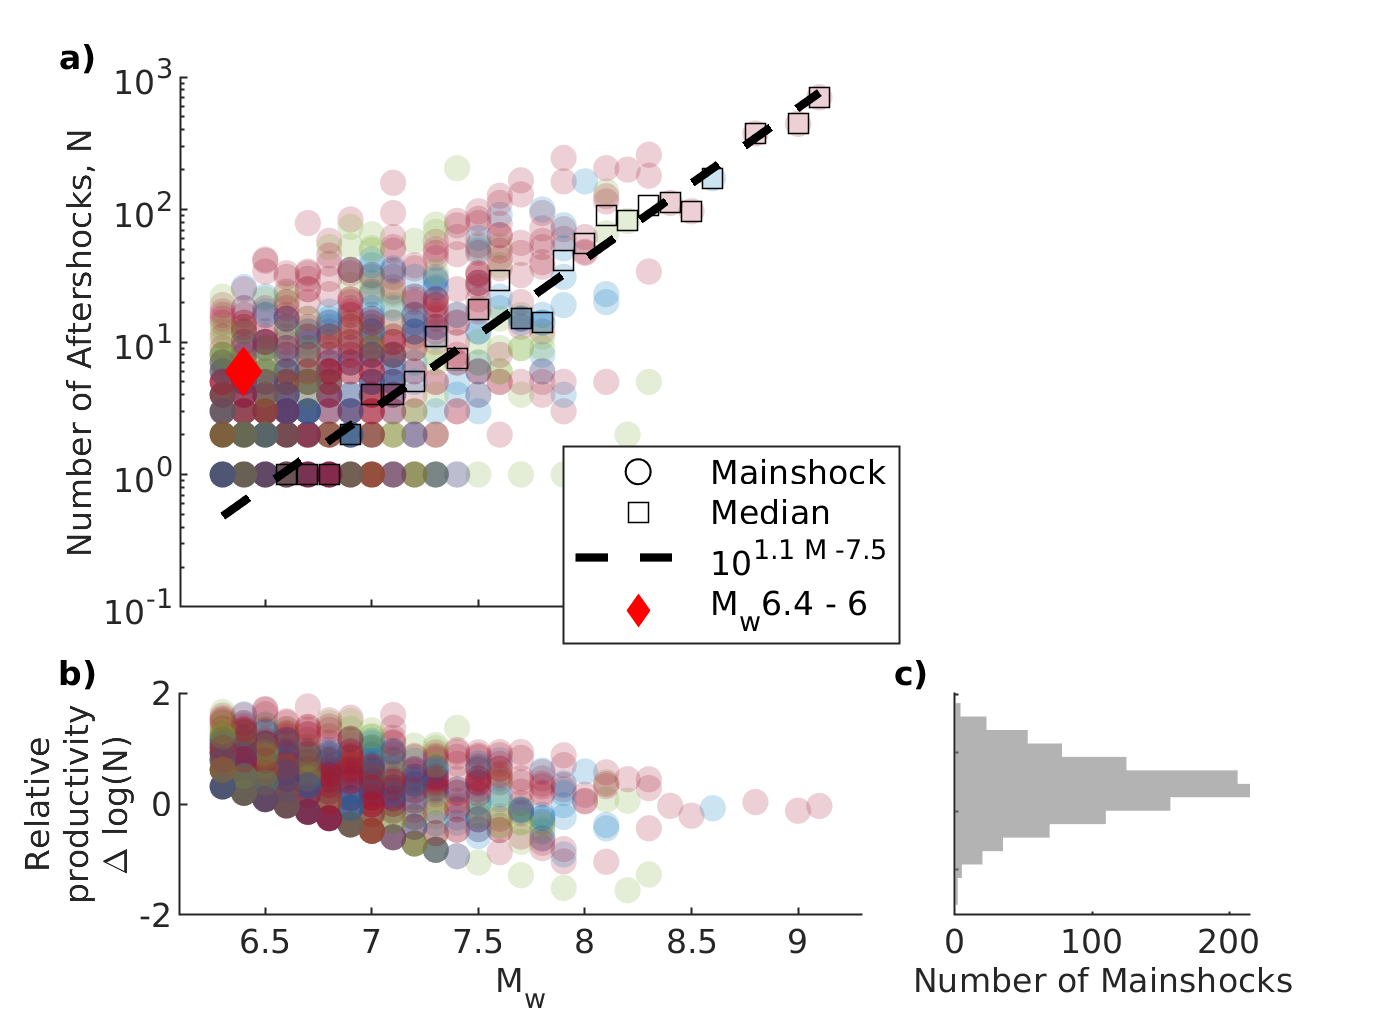 a)
10^3
10^2
10^1
10^0
10^-1
Number of Aftershocks, N
Mainshock
Median
10^1.1 M -7.5
M_w6.4 - 6
b)
2
0
-2
Relative
productivity
Δ log(N)
6.5 7 7.5 8 8.5 9
M_w
c)
0 100 200
Number of Mainshocks